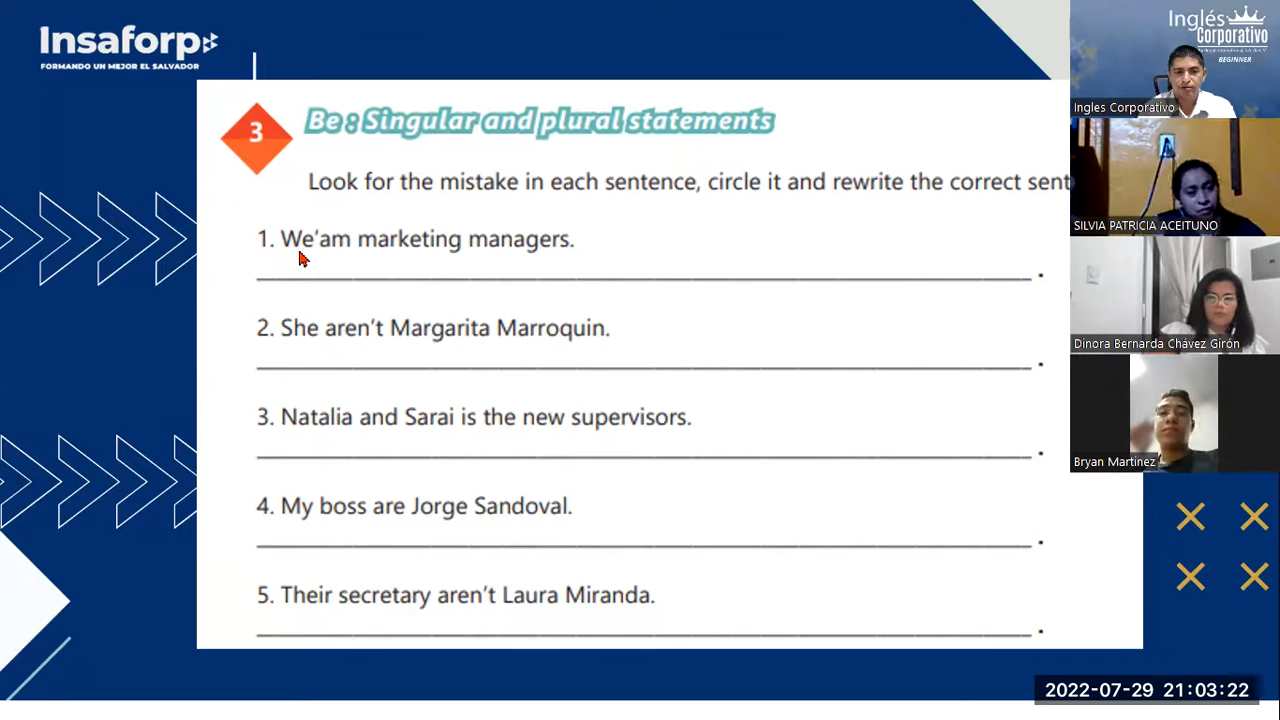 Insaforp
FORMANDO UN MEJOR EL SALVADOR
3
Be : Singular and plural statements
Look for the mistake in each sentence, circle it and rewrite the correct sent
1. We'am marketing managers.
.
2. She aren't Margarita Marroquin.
.
3. Natalia and Sarai is the new supervisors.
.
4. My boss are Jorge Sandoval.
.
5. Their secretary aren't Laura Miranda.
.
Inglés
Corporativo
BEGINNER
Ingles Corporativo
SILVIA PATRICIA ACEITUNO
Dinora Bernarda Chávez Girón
Bryan Martinez
2022-07-29 21:03:22